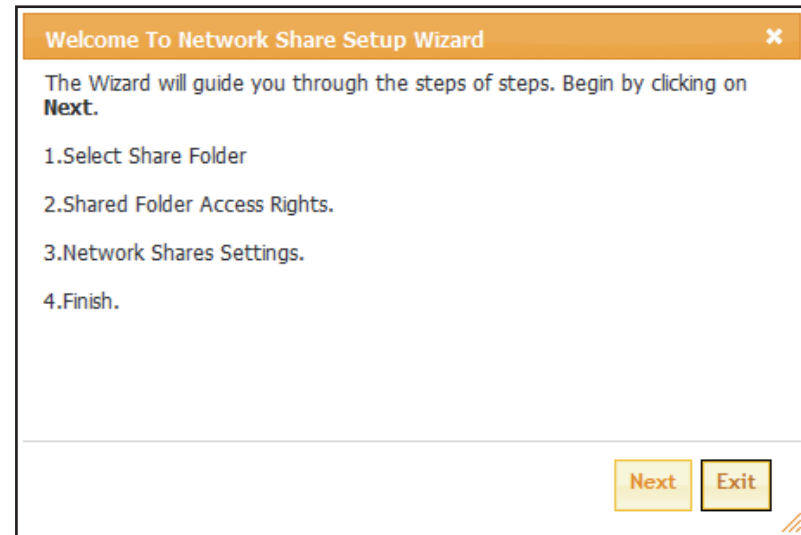 Welcome To Network Share Setup Wizard
The Wizard will guide you through the steps of steps. Begin by clicking on
Next.
1.Select Share Folder
2.Shared Folder Access Rights.
3.Network Shares Settings.
4.Finish.
Next Exit